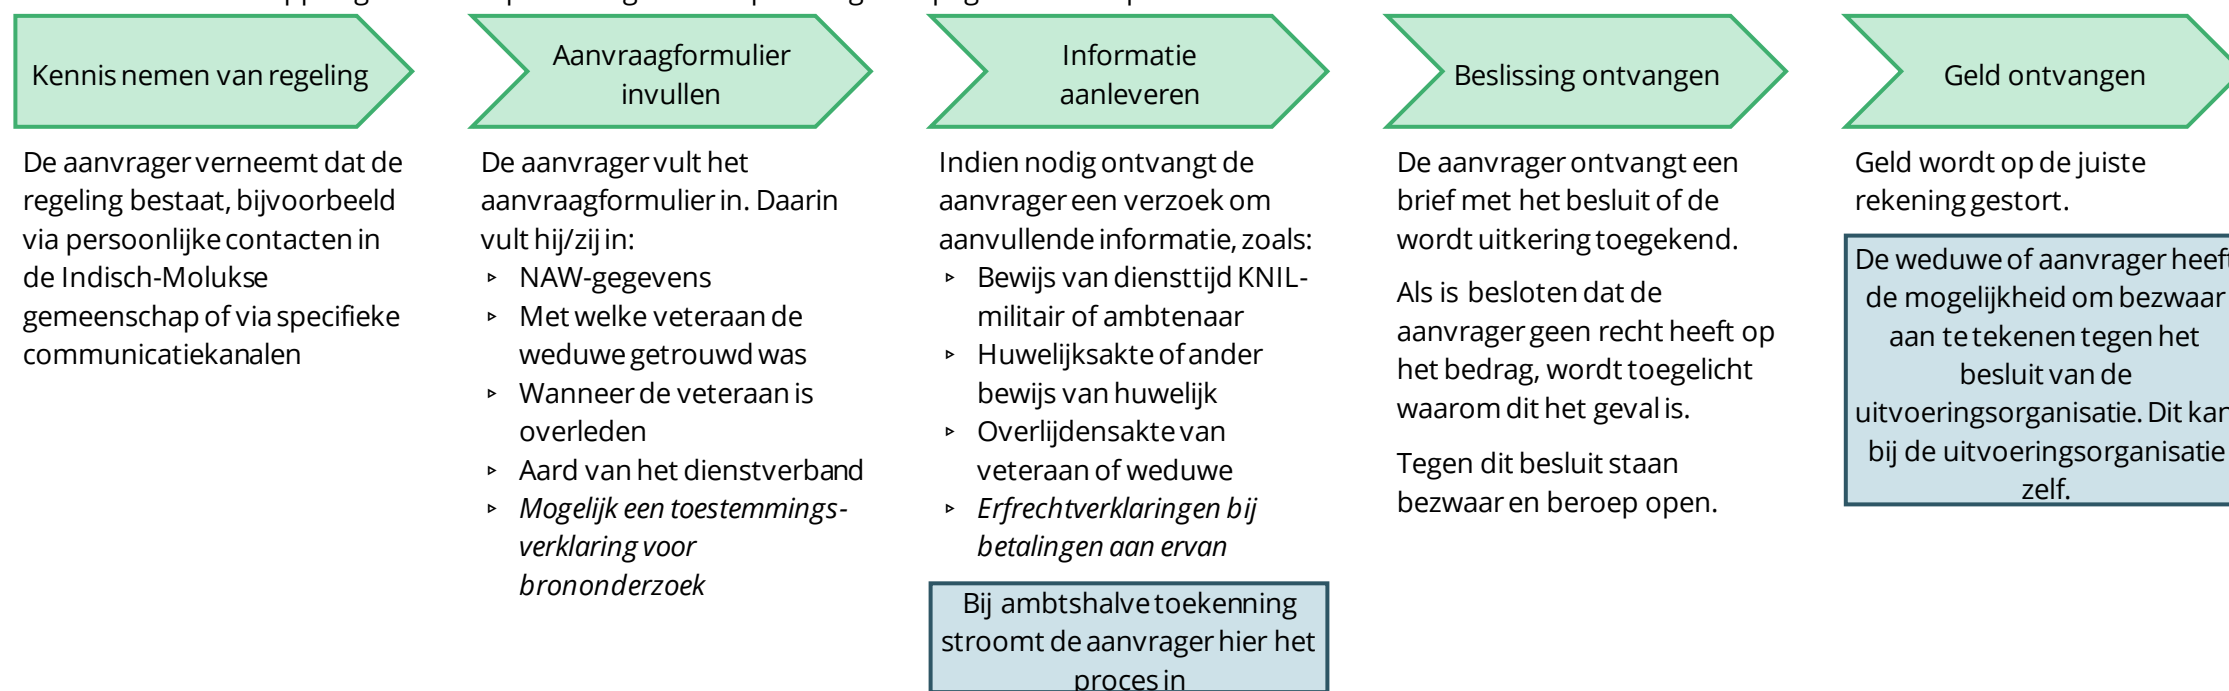 Kennis nemen van regeling
De aanvrager verneemt dat de
regeling bestaat, bijvoorbeeld
via persoonlijke contacten in
de Indisch-Molukse
gemeenschap of via specifieke
communicatiekanalen
Aanvraagformulier
invullen
De aanvrager vult het
aanvraagformulier in. Daarin
vult hij/zij in:
▹ NAW-gegevens
▹ Met welke veteraan de
weduwe getrouwd was
▹ Wanneer de veteraan is
overleden
▹ Aard van het dienstverband
▹ Mogelijk een toestemmings-
verklaring voor
brononderzoek
Informatie
aanleveren
Indien nodig ontvangt de
aanvrager een verzoek om
aanvullende informatie, zoals:
▹ Bewijs van diensttijd KNIL-
militair of ambtenaar
▹ Huwelijksakte of ander
bewijs van huwelijk
▹ Overlijdensakte van
veteraan of weduwe
▹ Erfrechtverklaringen bij
betalingen aan ervan
Bij ambtshalve toekenning
stroomt de aanvrager hier het
proces in
Beslissing ontvangen
De aanvrager ontvangt een
brief met het besluit of de
wordt uitkering toegekend.
Als is besloten dat de
aanvrager geen recht heeft op
het bedrag, wordt toegelicht
waarom dit het geval is.
Tegen dit besluit staan
bezwaar en beroep open.
Geld ontvangen
Geld wordt op de juiste
rekening gestort.
De weduwe of aanvrager heeft
de mogelijkheid om bezwaar
aan te tekenen tegen het
besluit van de
uitvoeringsorganisatie. Dit kan
bij de uitvoeringsorganisatie
zelf.